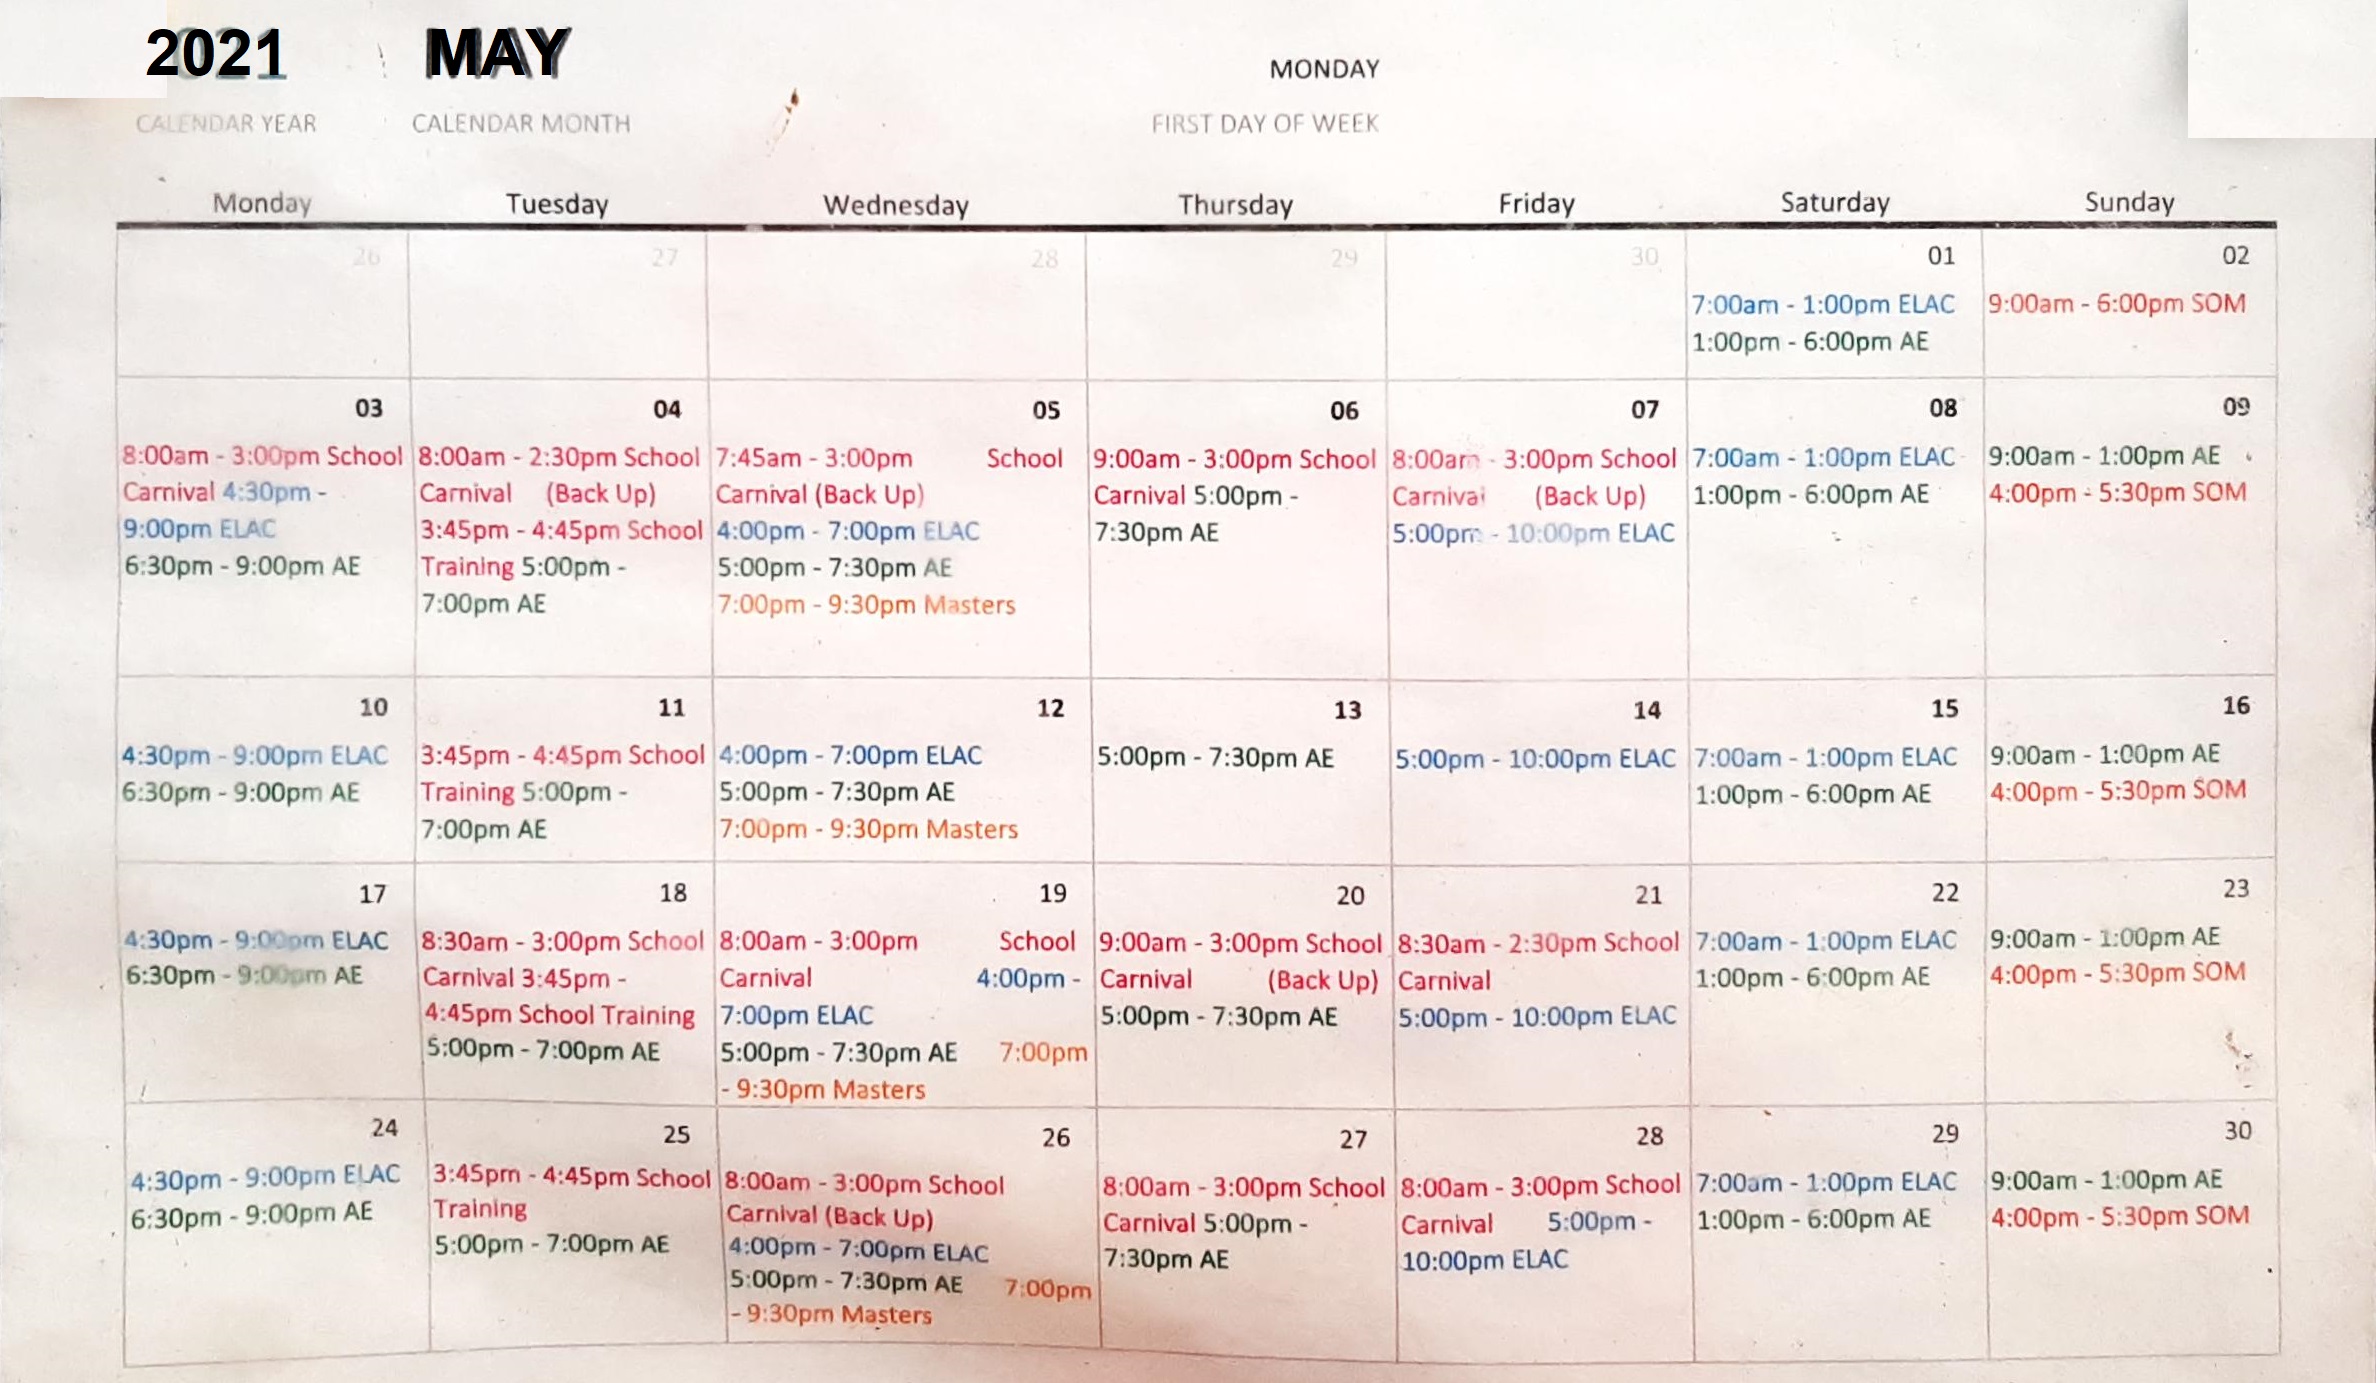 2021 MAY MONDAY
CALENDAR YEAR CALENDAR MONTH FIRST DAY OF WEEK
Monday Tuesday Wednesday Thursday Friday Saturday Sunday
26
27
28
29
30
01
7:00am - 1:00pm ELAC
1:00pm - 6:00pm AE
02
9:00am - 6:00pm SOM
03
8:00am - 3:00pm School
Carnival 4:30pm -
9:00pm ELAC
6:30pm - 9:00pm AE
04
8:00am - 2:30pm School
Carnival (Back Up)
3:45pm - 4:45pm School
Training 5:00pm -
7:00pm AE
05
7:45am - 3:00pm School
Carnival (Back Up)
4:00pm - 7:00pm ELAC
5:00pm - 7:30pm AE
7:00pm - 9:30pm Masters
06
9:00am - 3:00pm School
Carnival 5:00pm -
7:30pm AE
07
8:00am - 3:00pm School
Carnival (Back Up)
5:00pm - 10:00pm ELAC
08
7:00am - 1:00pm ELAC
1:00pm - 6:00pm AE
09
9:00am - 1:00pm AE
4:00pm - 5:30pm SOM
10
4:30pm - 9:00pm ELAC
6:30pm - 9:00pm AE
11
3:45pm - 4:45pm School
Training 5:00pm -
7:00pm AE
12
4:00pm - 7:00pm ELAC
5:00pm - 7:30pm AE
7:00pm - 9:30pm Masters
13
5:00pm - 7:30pm AE
14
5:00pm - 10:00pm ELAC
15
7:00am - 1:00pm ELAC
1:00pm - 6:00pm AE
16
9:00am - 1:00pm AE
4:00pm - 5:30pm SOM
17
4:30pm - 9:00pm ELAC
6:30pm - 9:00pm AE
18
8:30am - 3:00pm School
Carnival 3:45pm -
4:45pm School Training
5:00pm - 7:00pm AE
19
8:00am - 3:00pm School
Carnival 4:00pm -
7:00pm ELAC
5:00pm - 7:30pm AE 7:00pm
- 9:30pm Masters
20
9:00am - 3:00pm School
Carnival (Back Up)
5:00pm - 7:30pm AE
21
8:30am - 2:30pm School
Carnival
5:00pm - 10:00pm ELAC
22
7:00am - 1:00pm ELAC
1:00pm - 6:00pm AE
23
9:00am - 1:00pm AE
4:00pm - 5:30pm SOM
24
4:30pm - 9:00pm ELAC
6:30pm - 9:00pm AE
25
3:45pm - 4:45pm School
Training
5:00pm - 7:00pm AE
26
8:00am - 3:00pm School
Carnival (Back Up)
4:00pm - 7:00pm ELAC
5:00pm - 7:30pm AE 7:00pm
- 9:30pm Masters
27
8:00am - 3:00pm School
Carnival 5:00pm -
7:30pm AE
28
8:00am - 3:00pm School
Carnival 5:00pm -
10:00pm ELAC
29
7:00am - 1:00pm ELAC
1:00pm - 6:00pm AE
30
9:00am - 1:00pm AE
4:00pm - 5:30pm SOM